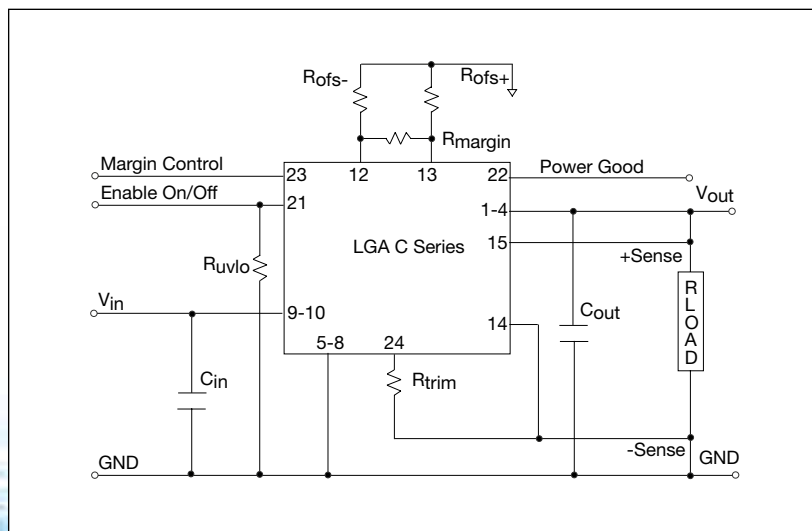 Rofs-
Rofs+
Rmargin
Margin Control
23
12
13
22
Power Good
Enable On/Off
21
1-4
Vout
LGA C Series
15
+Sense
Ruvlo
Vin
9-10
14
Cout
RLOAD
5-8
24
Cin
Rtrim
GND
-Sense
GND